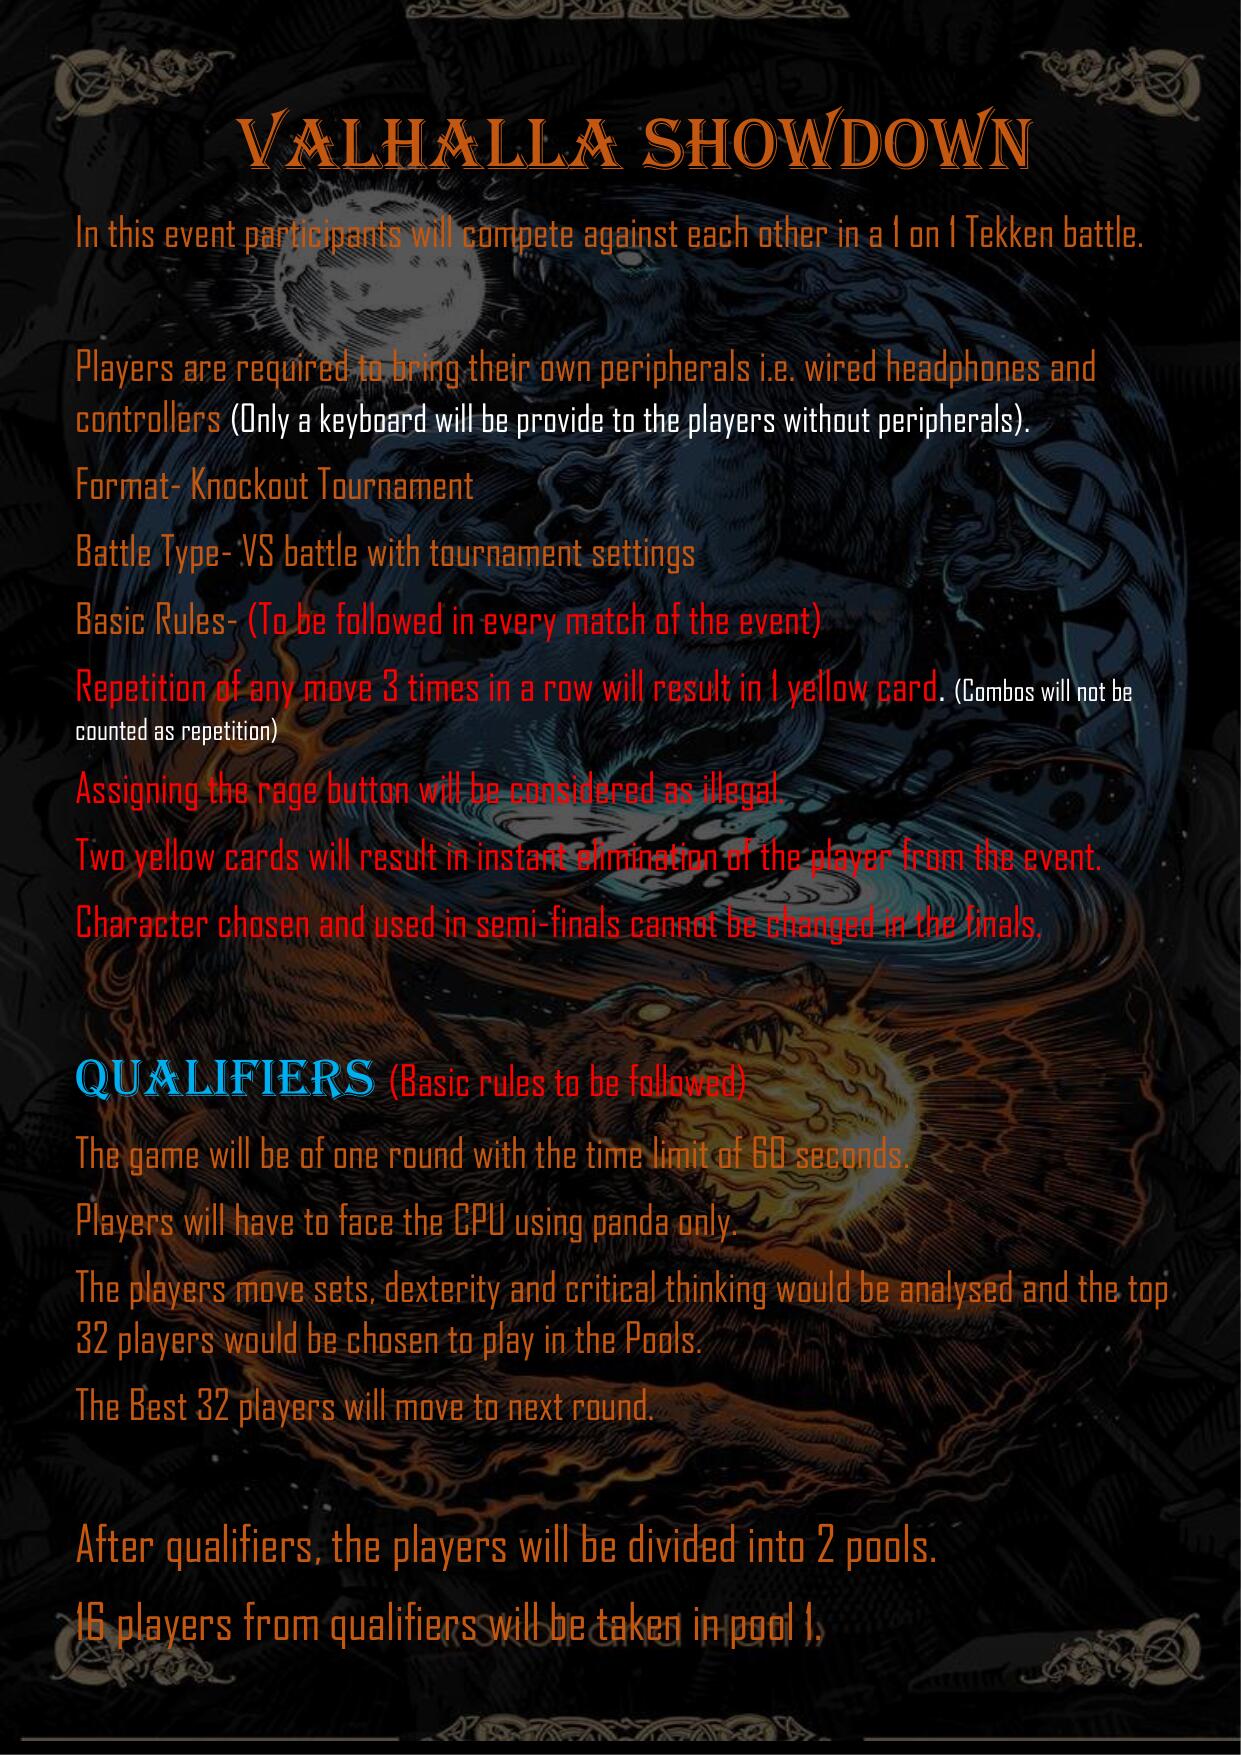 VALHALLA SHOWDOWN
In this event participants will compete against each other in a 1 on 1 Tekken battle.
Players are required to bring their own peripherals i.e. wired headphones and
controllers (Only a keyboard will be provide to the players without peripherals).
Format- Knockout Tournament
Battle Type- VS battle with tournament settings
Basic Rules- (To be followed in every match of the event)
Repetition of any move 3 times in a row will result in 1 yellow card. (Combos will not be
counted as repetition)
Assigning the rage button will be considered as illegal.
Two yellow cards will result in instant elimination of the player from the event.
Character chosen and used in semi-finals cannot be changed in the finals.
QUALIFIERS (Basic rules to be followed)
The game will be of one round with the time limit of 60 seconds.
Players will have to face the CPU using panda only.
The players move sets, dexterity and critical thinking would be analysed and the top
32 players would be chosen to play in the Pools.
The Best 32 players will move to next round.
After qualifiers, the players will be divided into 2 pools.
16 players from qualifiers will be taken in pool 1.